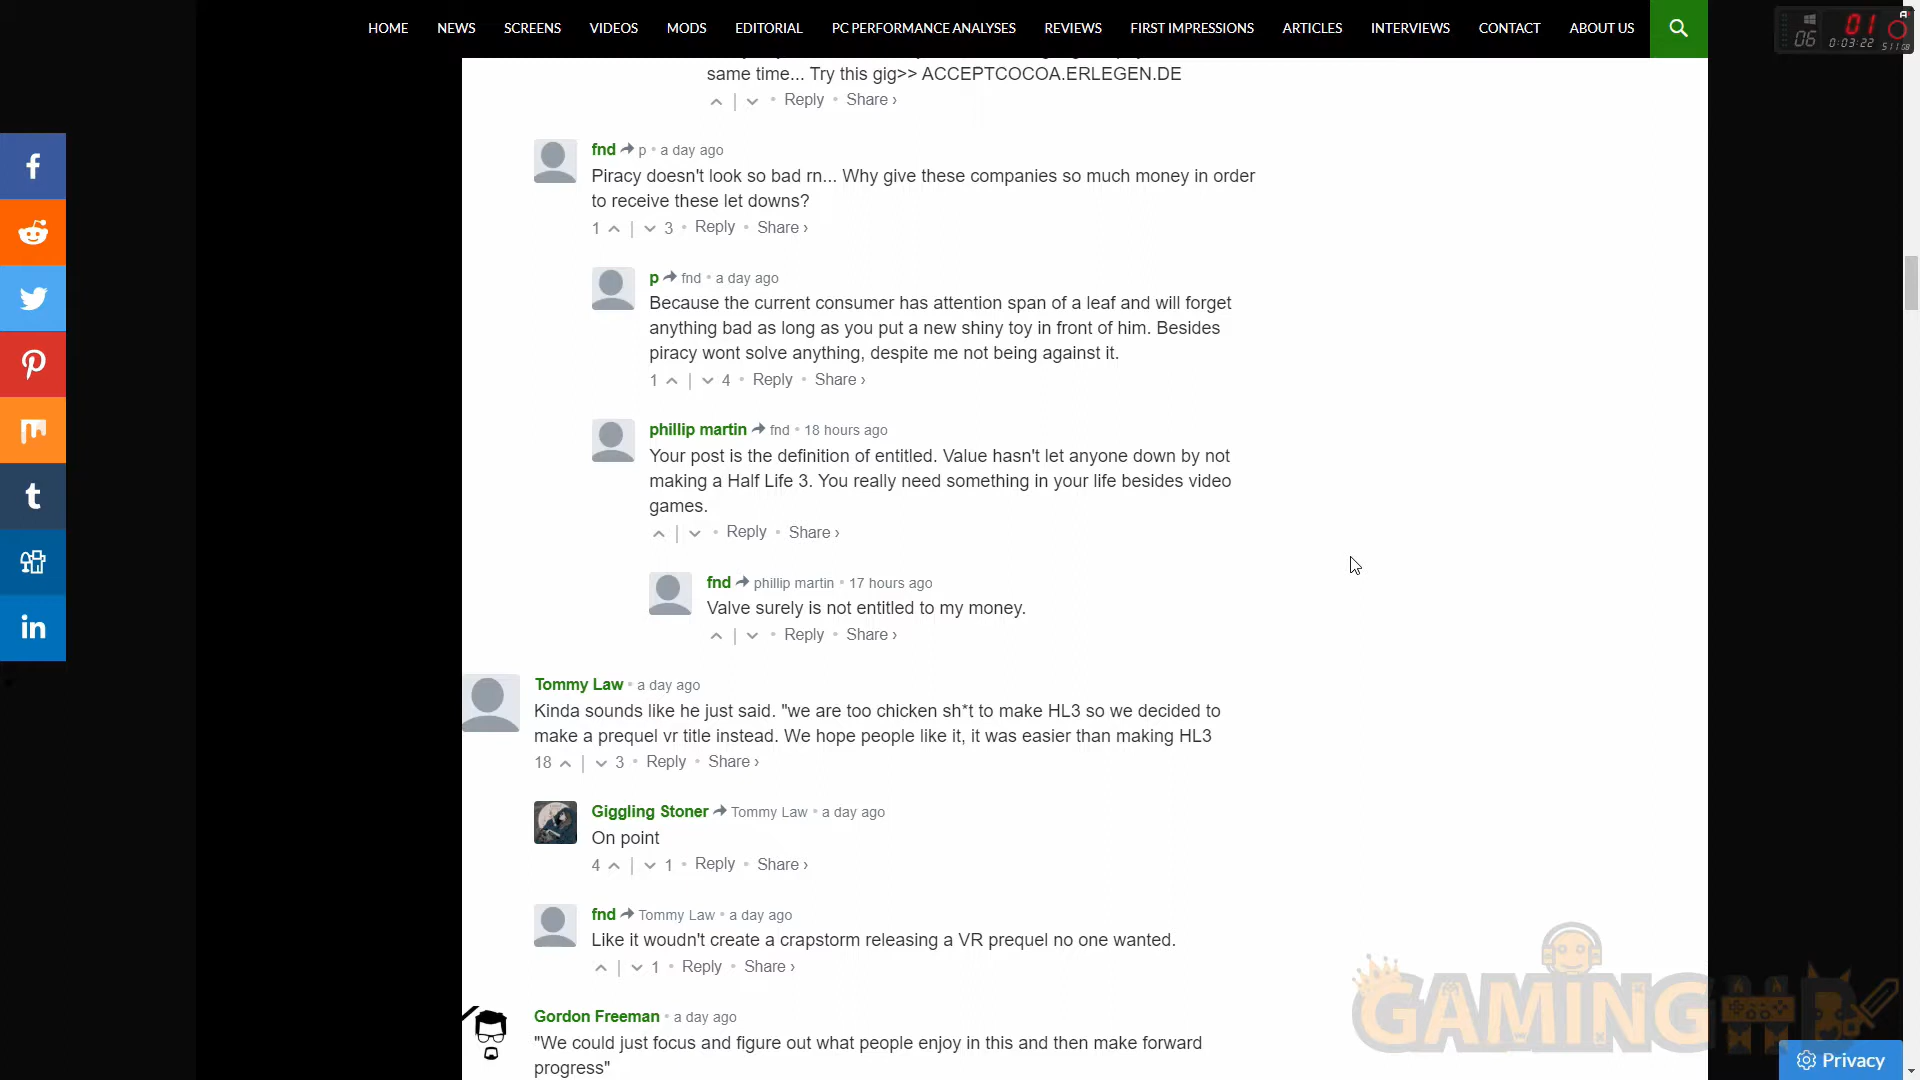 HOME NEWS SCREENS VIDEOS MODS EDITORIAL PC PERFORMANCE ANALYSES REVIEWS FIRST IMPRESSIONS ARTICLES INTERVIEWS CONTACT ABOUT US
06 01 0:03:22 511GB
same time... Try this gig>> ACCEPTCOCOA.ERLEGEN.DE
• Reply • Share ›
fnd p • a day ago
Piracy doesn't look so bad rn... Why give these companies so much money in order
to receive these let downs?
1 | 3 • Reply • Share ›
p fnd • a day ago
Because the current consumer has attention span of a leaf and will forget
anything bad as long as you put a new shiny toy in front of him. Besides
piracy wont solve anything, despite me not being against it.
1 | 4 • Reply • Share ›
phillip martin fnd • 18 hours ago
Your post is the definition of entitled. Value hasn't let anyone down by not
making a Half Life 3. You really need something in your life besides video
games.
| • Reply • Share ›
fnd phillip martin • 17 hours ago
Valve surely is not entitled to my money.
| • Reply • Share ›
Tommy Law • a day ago
Kinda sounds like he just said. "we are too chicken sh*t to make HL3 so we decided to
make a prequel vr title instead. We hope people like it, it was easier than making HL3
18 | 3 • Reply • Share ›
Giggling Stoner Tommy Law • a day ago
On point
4 | 1 • Reply • Share ›
fnd Tommy Law • a day ago
Like it woudn't create a crapstorm releasing a VR prequel no one wanted.
| 1 • Reply • Share ›
Gordon Freeman • a day ago
"We could just focus and figure out what people enjoy in this and then make forward
progress"
GAMING HD
Privacy